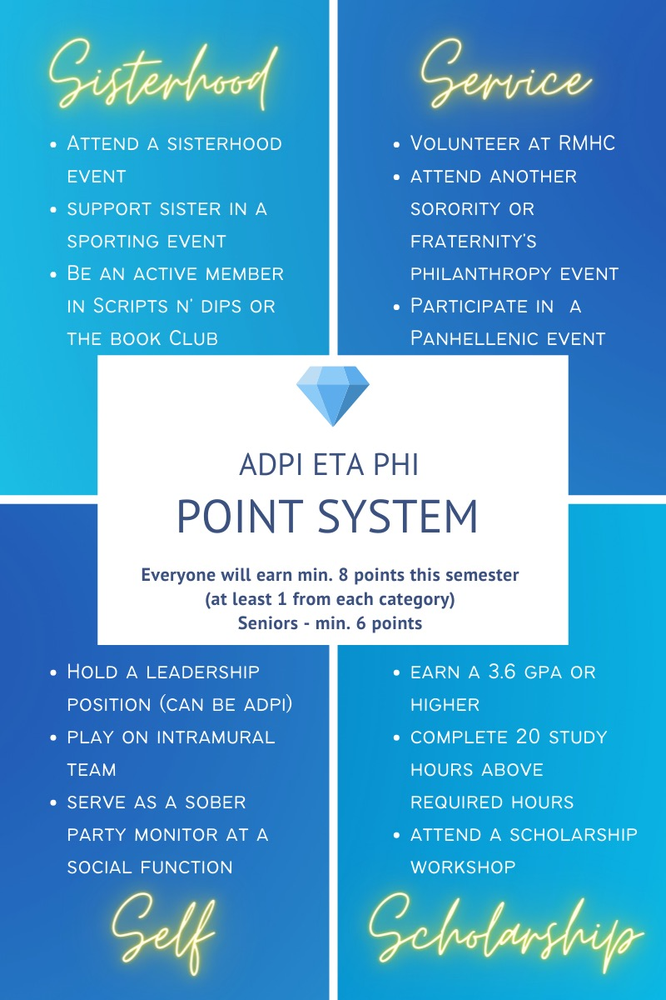 Sisterhood
• Attend a sisterhood
event
• support sister in a
sporting event
• Be an active member
in Scripts n' dips or
the book Club
Service
• Volunteer at RMHC
• attend another
sorority or
fraternity's
philanthropy event
• Participate in a
Panhellenic event
ADPI ETA PHI
POINT SYSTEM
Everyone will earn min. 8 points this semester
(at least 1 from each category)
Seniors - min. 6 points
• Hold a leadership
position (can be adpi)
• play on intramural
team
• serve as a sober
party monitor at a
social function
Self
• earn a 3.6 gpa or
higher
• complete 20 study
hours above
required hours
• attend a scholarship
workshop
Scholarship